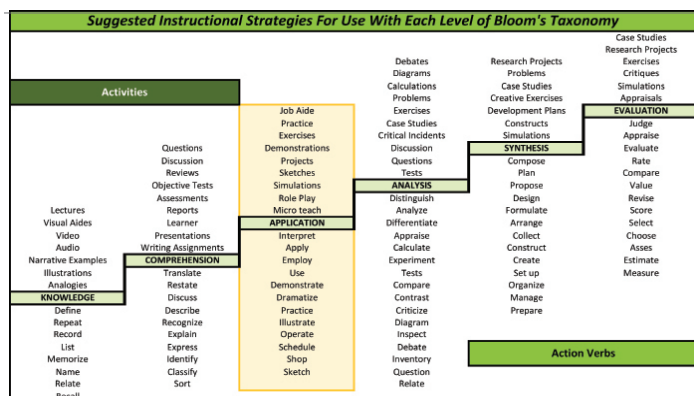 Suggested Instructional Strategies For Use With Each Level of Bloom's Taxonomy
Activities
Lectures
Visual Aides
Video
Audio
Narrative Examples
Illustrations
Analogies
KNOWLEDGE
Define
Repeat
Record
List
Memorize
Name
Relate
Recall
Questions
Discussion
Reviews
Objective Tests
Assessments
Reports
Learner
Presentations
Writing Assignments
COMPREHENSION
Translate
Restate
Discuss
Describe
Recognize
Explain
Express
Identify
Classify
Sort
Job Aide
Practice
Exercises
Demonstrations
Projects
Sketches
Simulations
Role Play
Micro teach
APPLICATION
Interpret
Apply
Employ
Use
Demonstrate
Dramatize
Practice
Illustrate
Operate
Schedule
Shop
Sketch
Debates
Diagrams
Calculations
Problems
Exercises
Case Studies
Critical Incidents
Discussion
Questions
Tests
ANALYSIS
Distinguish
Analyze
Differentiate
Appraise
Calculate
Experiment
Tests
Compare
Contrast
Criticize
Diagram
Inspect
Debate
Inventory
Question
Relate
Research Projects
Problems
Case Studies
Creative Exercises
Development Plans
Constructs
Simulations
SYNTHESIS
Compose
Plan
Propose
Design
Formulate
Arrange
Collect
Construct
Create
Set up
Organize
Manage
Prepare
Case Studies
Research Projects
Exercises
Critiques
Simulations
Appraisals
EVALUATION
Judge
Appraise
Evaluate
Rate
Compare
Value
Revise
Score
Select
Choose
Asses
Estimate
Measure
Action Verbs